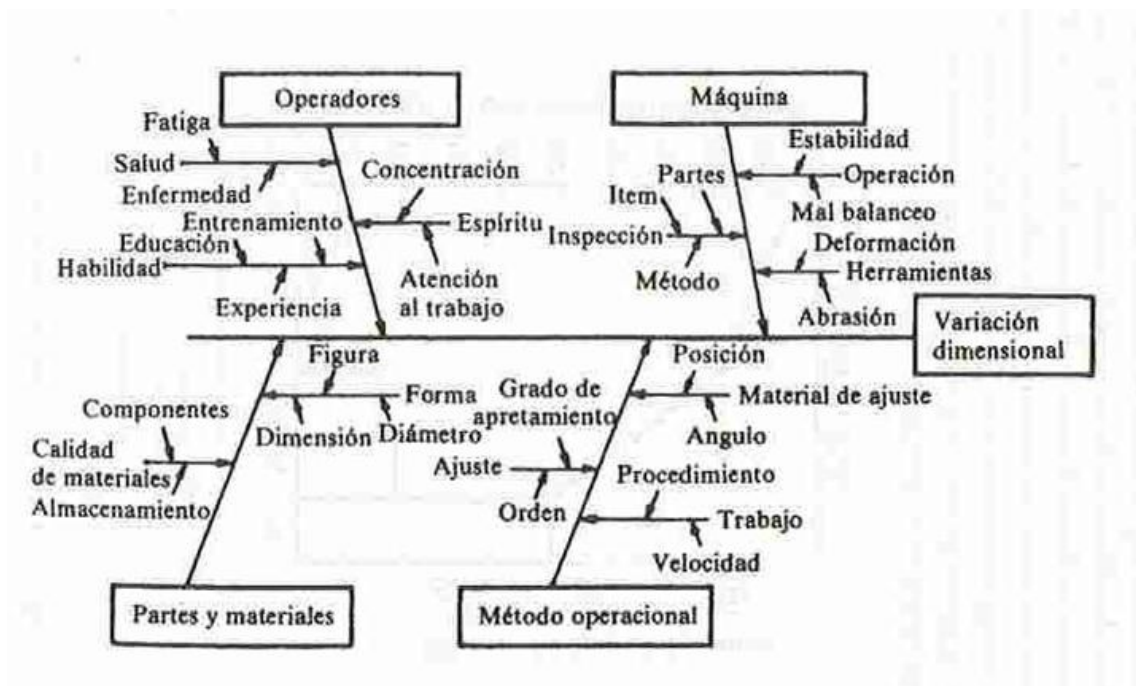 Operadores
Fatiga
Salud
Enfermedad
Concentración
Espíritu
Atención
al trabajo
Entrenamiento
Educación
Habilidad
Experiencia
Máquina
Estabilidad
Operación
Mal balanceo
Partes
Item
Inspección
Método
Deformación
Herramientas
Abrasión
Variación
dimensional
Figura
Forma
Dimensión
Diámetro
Componentes
Calidad
de materiales
Almacenamiento
Partes y materiales
Posición
Material de ajuste
Angulo
Grado de
apretamiento
Ajuste
Orden
Procedimiento
Trabajo
Velocidad
Método operacional